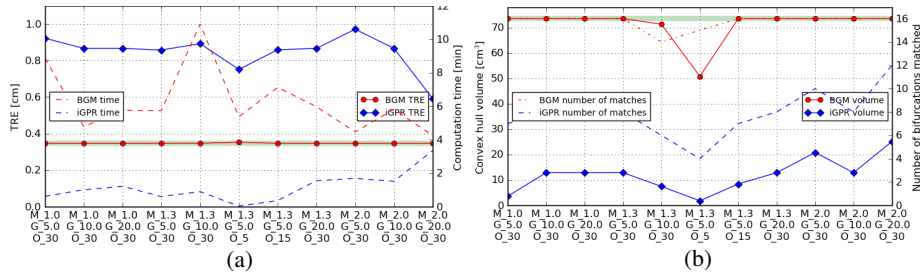 1.0
0.8
0.6
0.4
0.2
0.0
TRE [cm]
BGM time
iGPR time
BGM TRE
iGPR TRE
12
10
8
6
4
2
0
Computation time [min]
M_1.0 M_1.0 M_1.0 M_1.3 M_1.3 M_1.3 M_1.3 M_1.3 M_2.0 M_2.0 M_2.0
G_5.0 G_10.0 G_20.0 G_5.0 G_10.0 G_5.0 G_5.0 G_20.0 G_5.0 G_10.0 G_20.0
O_30 O_30 O_30 O_30 O_30 O_5 O_15 O_30 O_30 O_30 O_30
(a)
70
60
50
40
30
20
10
0
Convex hull volume [cm³]
BGM number of matches
iGPR number of matches
BGM volume
iGPR volume
16
14
12
10
8
6
4
2
0
Number of bifurcations matched
M_1.0 M_1.0 M_1.0 M_1.3 M_1.3 M_1.3 M_1.3 M_1.3 M_2.0 M_2.0 M_2.0
G_5.0 G_10.0 G_20.0 G_5.0 G_10.0 G_5.0 G_5.0 G_20.0 G_5.0 G_10.0 G_20.0
O_30 O_30 O_30 O_30 O_30 O_5 O_15 O_30 O_30 O_30 O_30
(b)